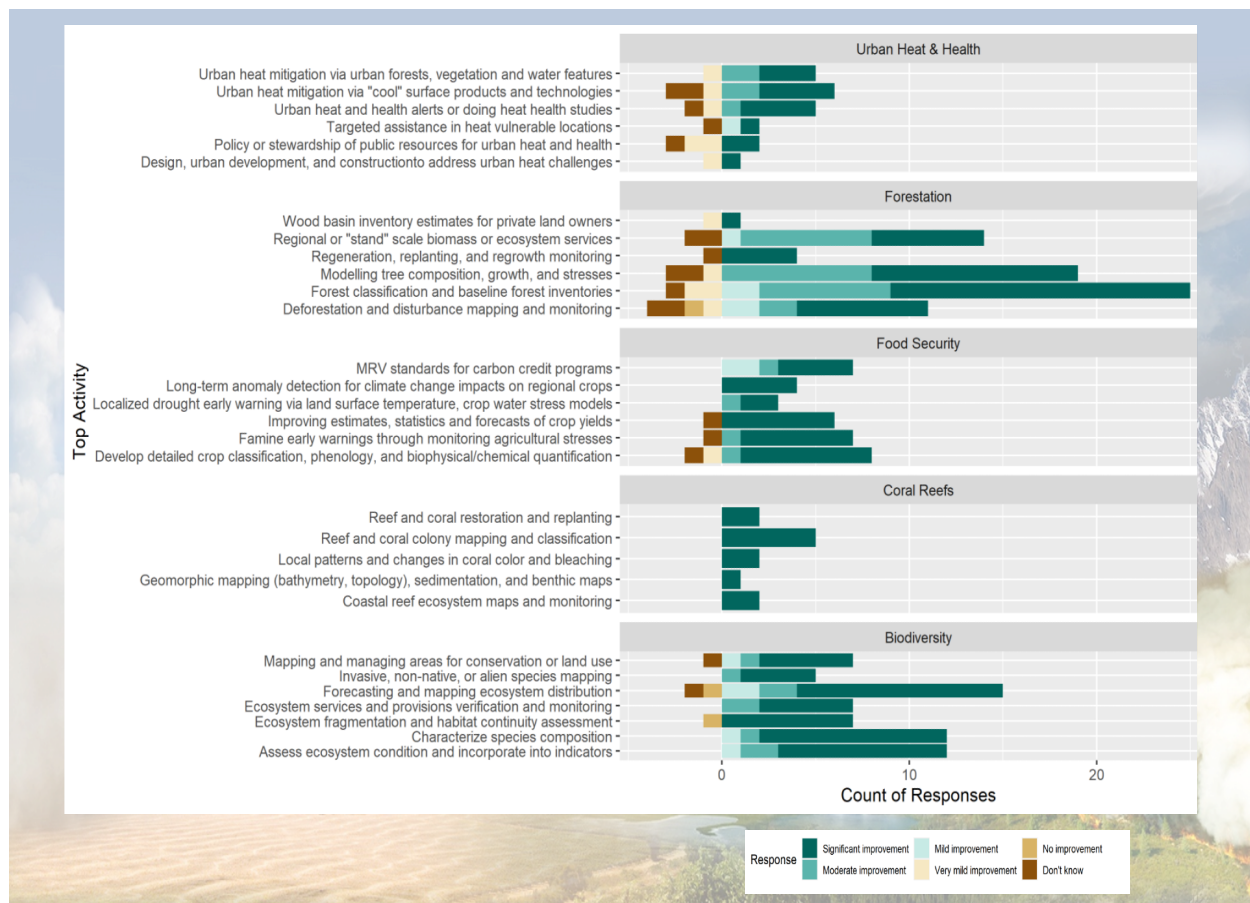 Urban Heat & Health
Urban heat mitigation via urban forests, vegetation and water features
Urban heat mitigation via "cool" surface products and technologies
Urban heat and health alerts or doing heat health studies
Targeted assistance in heat vulnerable locations
Policy or stewardship of public resources for urban heat and health
Design, urban development, and constructionto address urban heat challenges
Forestation
Wood basin inventory estimates for private land owners
Regional or "stand" scale biomass or ecosystem services
Regeneration, replanting, and regrowth monitoring
Modelling tree composition, growth, and stresses
Forest classification and baseline forest inventories
Deforestation and disturbance mapping and monitoring
Food Security
MRV standards for carbon credit programs
Long-term anomaly detection for climate change impacts on regional crops
Localized drought early warning via land surface temperature, crop water stress models
Improving estimates, statistics and forecasts of crop yields
Famine early warnings through monitoring agricultural stresses
Develop detailed crop classification, phenology, and biophysical/chemical quantification
Top Activity
Coral Reefs
Reef and coral restoration and replanting
Reef and coral colony mapping and classification
Local patterns and changes in coral color and bleaching
Geomorphic mapping (bathymetry, topology), sedimentation, and benthic maps
Coastal reef ecosystem maps and monitoring
Biodiversity
Mapping and managing areas for conservation or land use
Invasive, non-native, or alien species mapping
Forecasting and mapping ecosystem distribution
Ecosystem services and provisions verification and monitoring
Ecosystem fragmentation and habitat continuity assessment
Characterize species composition
Assess ecosystem condition and incorporate into indicators
0 10 20
Count of Responses
Response
Significant improvement Mild improvement No improvement
Moderate improvement Very mild improvement Don't know